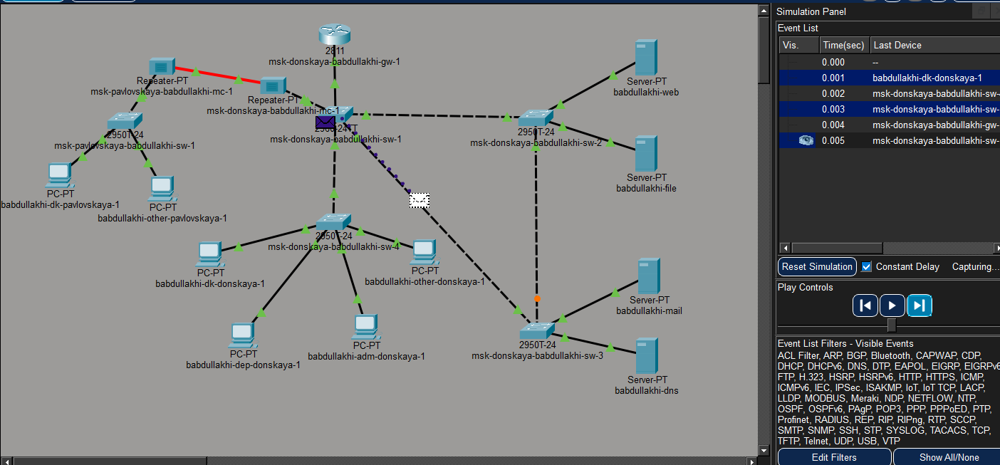 2811
msk-donskaya-babdullakhi-gw-1
Repeater-PT
msk-pavlovskaya-babdullakhi-mc-1
Repeater-PT
msk-donskaya-babdullakhi-mc-1
2950T-24
msk-pavlovskaya-babdullakhi-sw-1
msk-donskaya-babdullakhi-sw-1
PC-PT
babdullakhi-dk-pavlovskaya-1
PC-PT
babdullakhi-other-pavlovskaya-1
Server-PT
babdullakhi-web
2950T-24
msk-donskaya-babdullakhi-sw-2
Server-PT
babdullakhi-file
2950T-24
msk-donskaya-babdullakhi-sw-4
PC-PT
babdullakhi-dk-donskaya-1
PC-PT
babdullakhi-other-donskaya-1
PC-PT
babdullakhi-dep-donskaya-1
PC-PT
babdullakhi-adm-donskaya-1
Server-PT
babdullakhi-mail
2950T-24
msk-donskaya-babdullakhi-sw-3
Server-PT
babdullakhi-dns
Simulation Panel
Event List
Vis. Time(sec) Last Device
0.000 --
0.001 babdullakhi-dk-donskaya-1
0.002 msk-donskaya-babdullakhi-sw-
0.003 msk-donskaya-babdullakhi-sw-
0.004 msk-donskaya-babdullakhi-gw-
0.005 msk-donskaya-babdullakhi-sw-
Reset Simulation Constant Delay Capturing...
Play Controls
Event List Filters - Visible Events
ACL Filter, ARP, BGP, Bluetooth, CAPWAP, CDP,
DHCP, DHCPv6, DNS, DTP, EAPOL, EIGRP, EIGRPv6
FTP, H.323, HSRP, HSRPv6, HTTP, HTTPS, ICMP,
ICMPv6, IEC, IPSec, ISAKMP, IoT, IoT TCP, LACP,
LLDP, MODBUS, Meraki, NDP, NETFLOW, NTP,
OSPF, OSPFv6, PAgP, POP3, PPP, PPPoED, PTP,
Profinet, RADIUS, REP, RIP, RIPng, RTP, SCCP,
SMTP, SNMP, SSH, STP, SYSLOG, TACACS, TCP,
TFTP, Telnet, UDP, USB, VTP
Edit Filters Show All/None